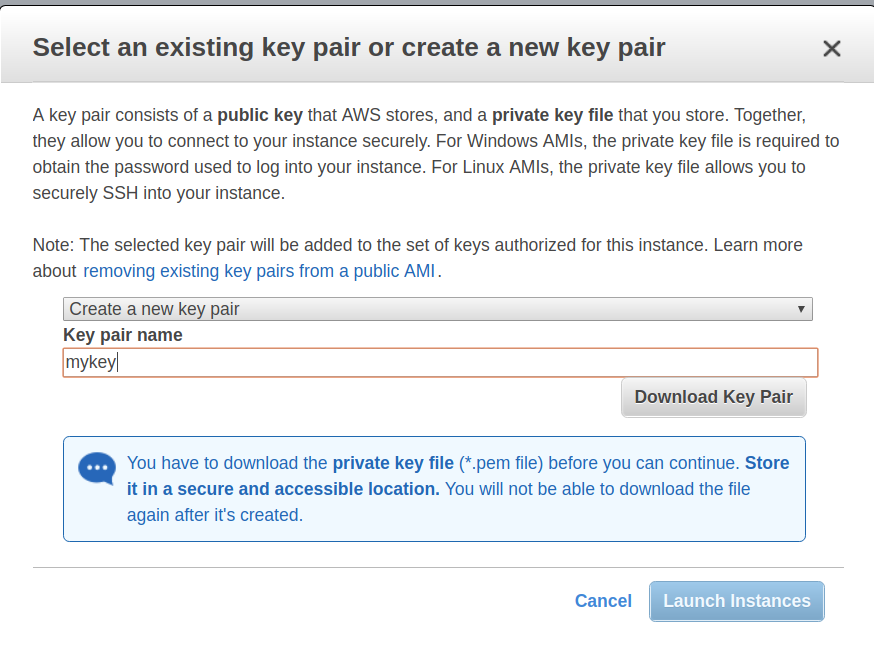 Select an existing key pair or create a new key pair
A key pair consists of a public key that AWS stores, and a private key file that you store. Together,
they allow you to connect to your instance securely. For Windows AMIs, the private key file is required to
obtain the password used to log into your instance. For Linux AMIs, the private key file allows you to
securely SSH into your instance.
Note: The selected key pair will be added to the set of keys authorized for this instance. Learn more
about removing existing key pairs from a public AMI.
Create a new key pair
Key pair name
mykey
Download Key Pair
You have to download the private key file (*.pem file) before you can continue. Store
it in a secure and accessible location. You will not be able to download the file
again after it's created.
Cancel Launch Instances